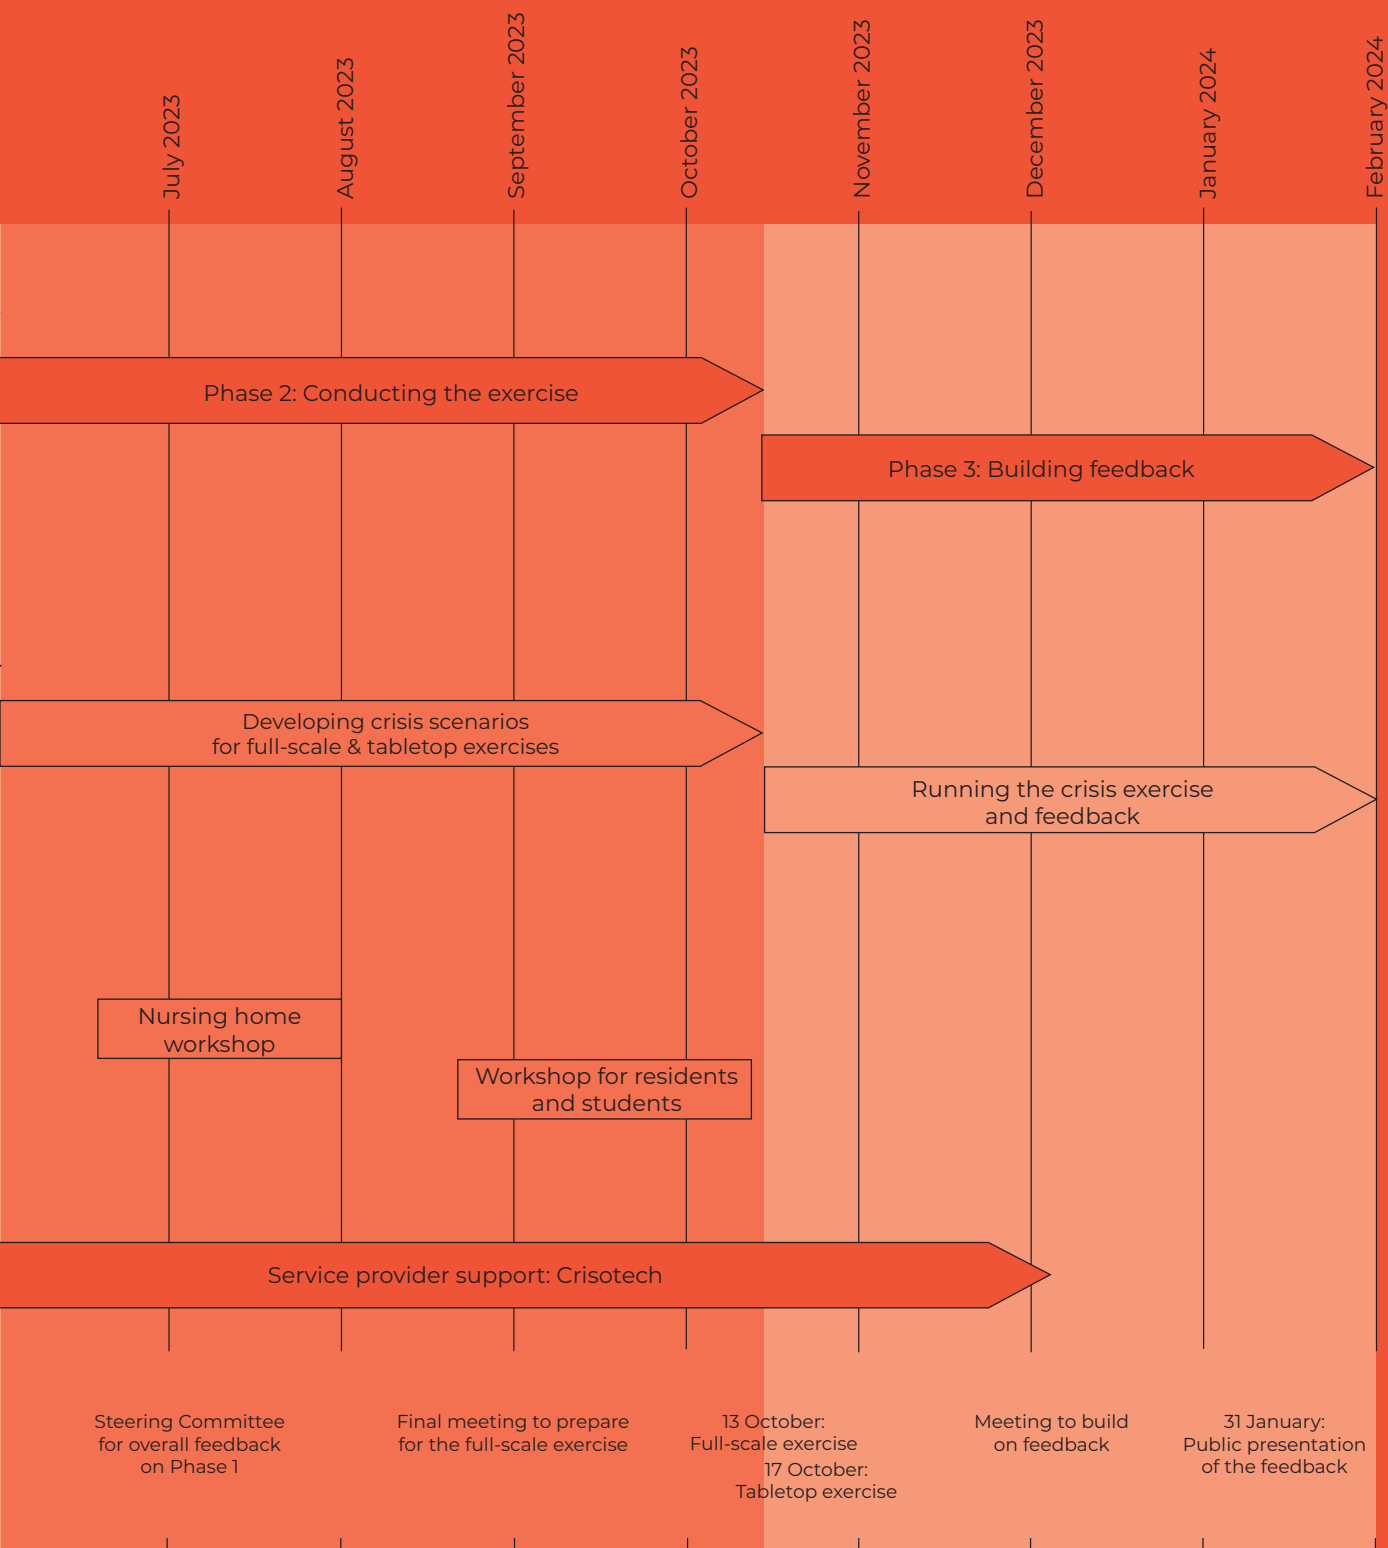 July 2023
August 2023
September 2023
October 2023
November 2023
December 2023
January 2024
February 2024
Phase 2: Conducting the exercise
Phase 3: Building feedback
Developing crisis scenarios
for full-scale & tabletop exercises
Running the crisis exercise
and feedback
Nursing home
workshop
Workshop for residents
and students
Service provider support: Crisotech
Steering Committee
for overall feedback
on Phase 1
Final meeting to prepare
for the full-scale exercise
13 October:
Full-scale exercise
17 October:
Tabletop exercise
Meeting to build
on feedback
31 January:
Public presentation
of the feedback